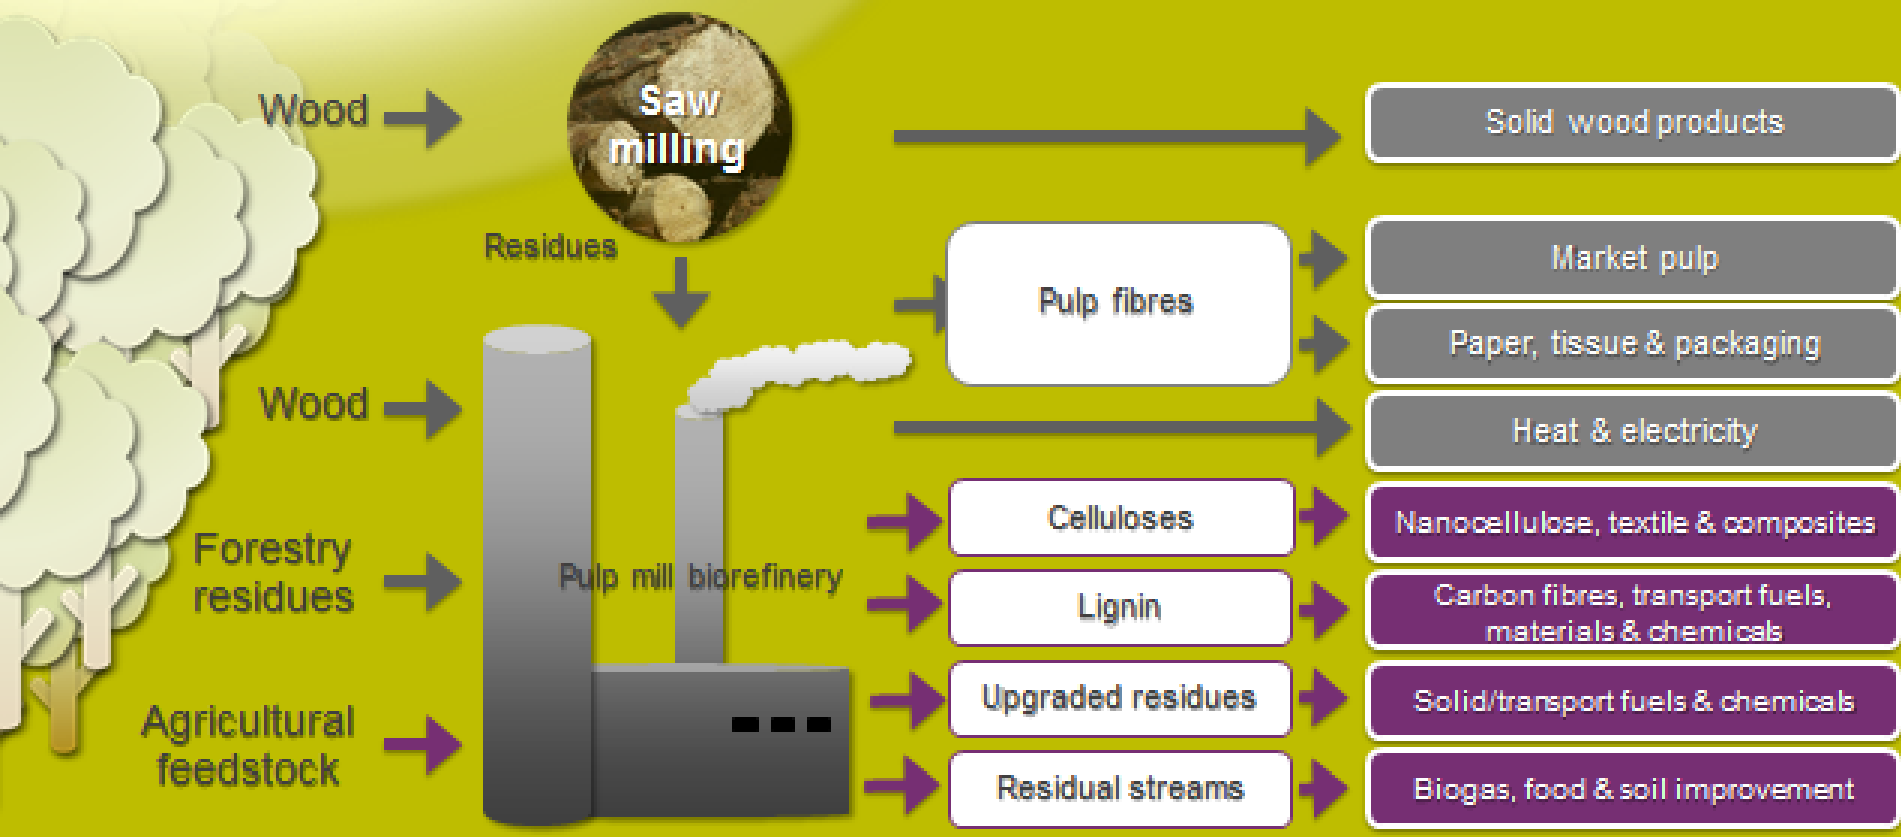 Wood
Saw
milling
Solid wood products
Residues
Market pulp
Pulp fibres
Paper, tissue & packaging
Wood
Heat & electricity
Celluloses
Nanocellulose, textile & composites
Forestry
residues
Pulp mill biorefinery
Lignin
Carbon fibres, transport fuels,
materials & chemicals
Upgraded residues
Solid/transport fuels & chemicals
Agricultural
feedstock
Residual streams
Biogas, food & soil improvement